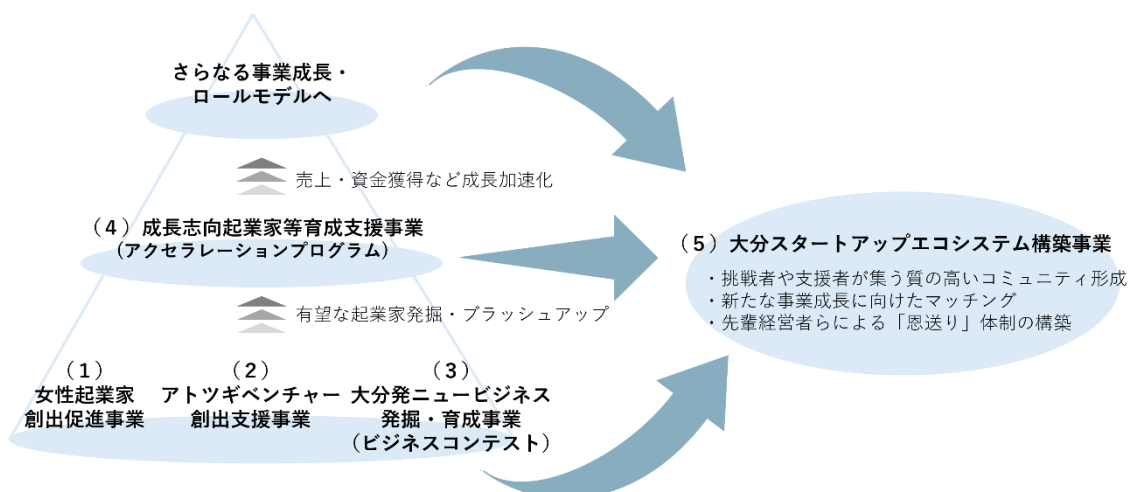 さらなる事業成長・
ロールモデルへ
売上・資金獲得など成長加速化
（４）成長志向起業家等育成支援事業
（アクセラレーションプログラム）
有望な起業家発掘・ブラッシュアップ
（１）
女性起業家
創出促進事業
（２）
アトツギベンチャー
創出支援事業
（３）
大分発ニュービジネス
発掘・育成事業
（ビジネスコンテスト）
（５）大分スタートアップエコシステム構築事業
・挑戦者や支援者が集う質の高いコミュニティ形成
・新たな事業成長に向けたマッチング
・先輩経営者らによる「恩送り」体制の構築